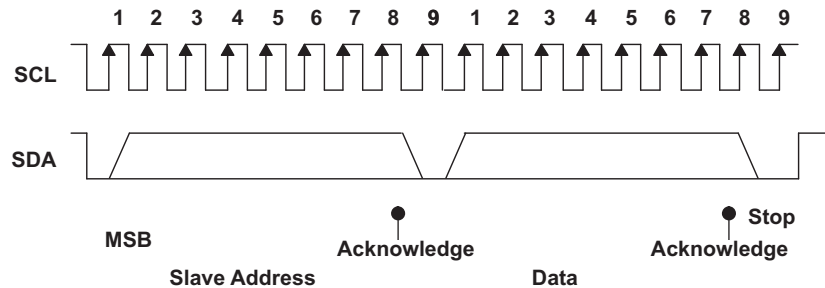 1 2 3 4 5 6 7 8 9 1 2 3 4 5 6 7 8 9
SCL
SDA
MSB
Acknowledge
Stop
Acknowledge
Slave Address
Data